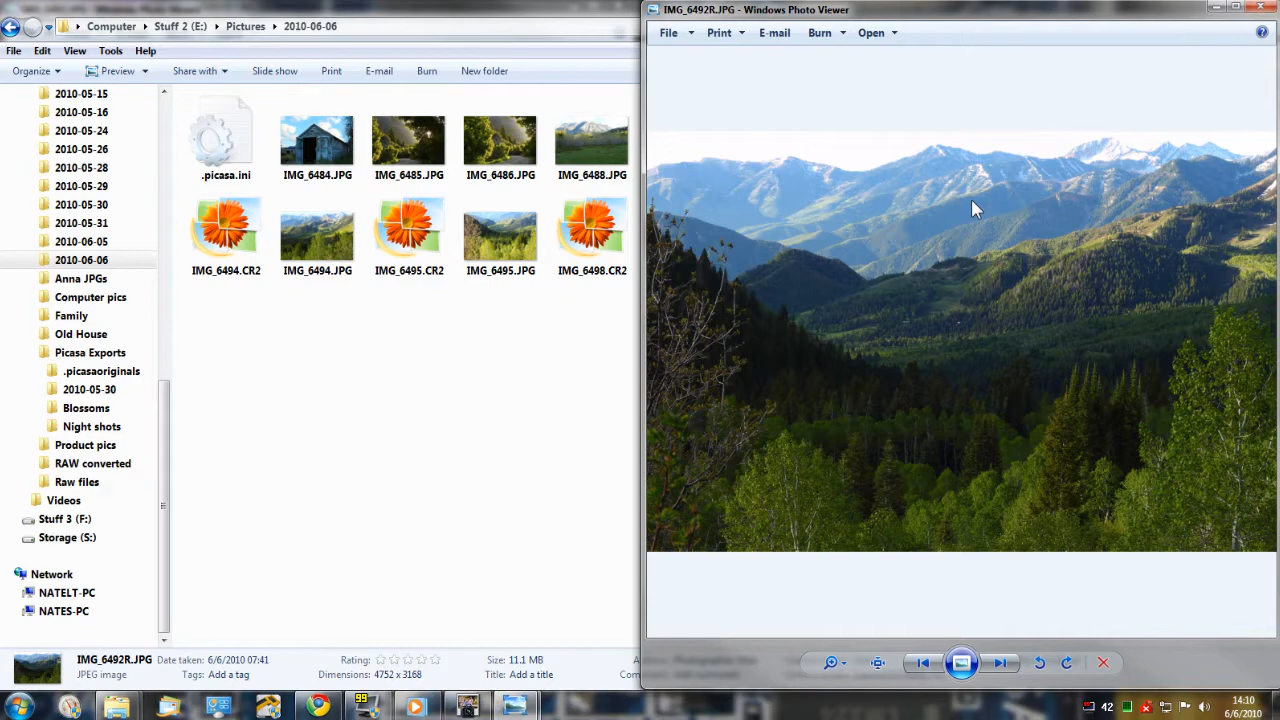 IMG_6492R.JPG - Windows Photo Viewer
Computer Stuff 2 (E:) Pictures 2010-06-06
File Print E-mail Burn Open
File Edit View Tools Help
Organize Preview Share with Slide show Print E-mail Burn New folder
2010-05-15
2010-05-16
2010-05-24
2010-05-26
2010-05-28
2010-05-29
2010-05-30
2010-05-31
2010-06-05
2010-06-06
Anna JPGs
Computer pics
Family
Old House
Picasa Exports
.picasaoriginals
2010-05-30
Blossoms
Night shots
Product pics
RAW converted
Raw files
Videos
Stuff 3 (F:)
Storage (S:)
Network
NATELT-PC
NATES-PC
.picasa.ini IMG_6484.JPG IMG_6485.JPG IMG_6486.JPG IMG_6488.JPG
IMG_6494.CR2 IMG_6494.JPG IMG_6495.CR2 IMG_6495.JPG IMG_6498.CR2
IMG_6492R.JPG Date taken: 6/6/2010 07:41 Rating: Size: 11.1 MB
JPEG image Tags: Add a tag Dimensions: 4752 x 3168 Title: Add a title
99
42
14:10
6/6/2010